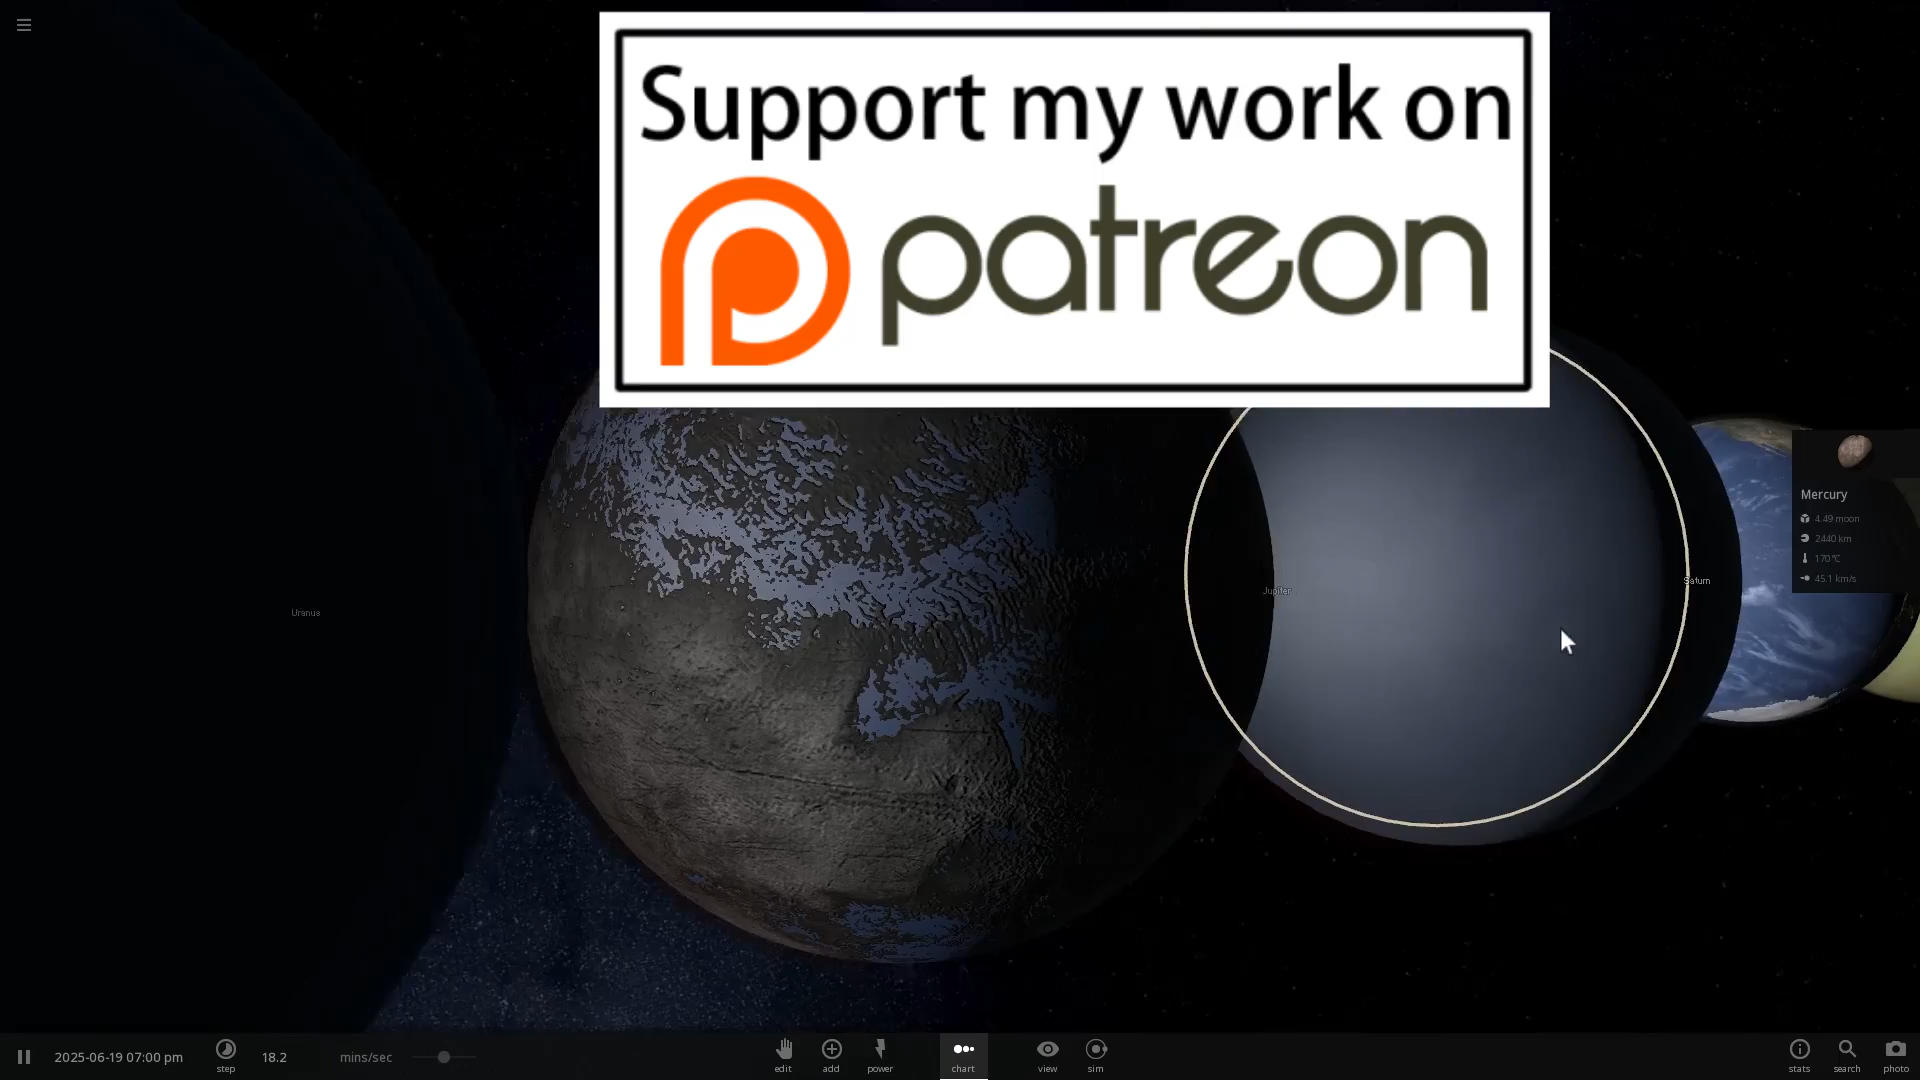 Support my work on
patreon
Mercury
4.49 moon
2440 km
170°C
45.1 km/s
Saturn
Jupiter
Uranus
2025-06-19 07:00 pm
step
18.2
mins/sec
edit
add
power
chart
view
sim
stats
search
photo